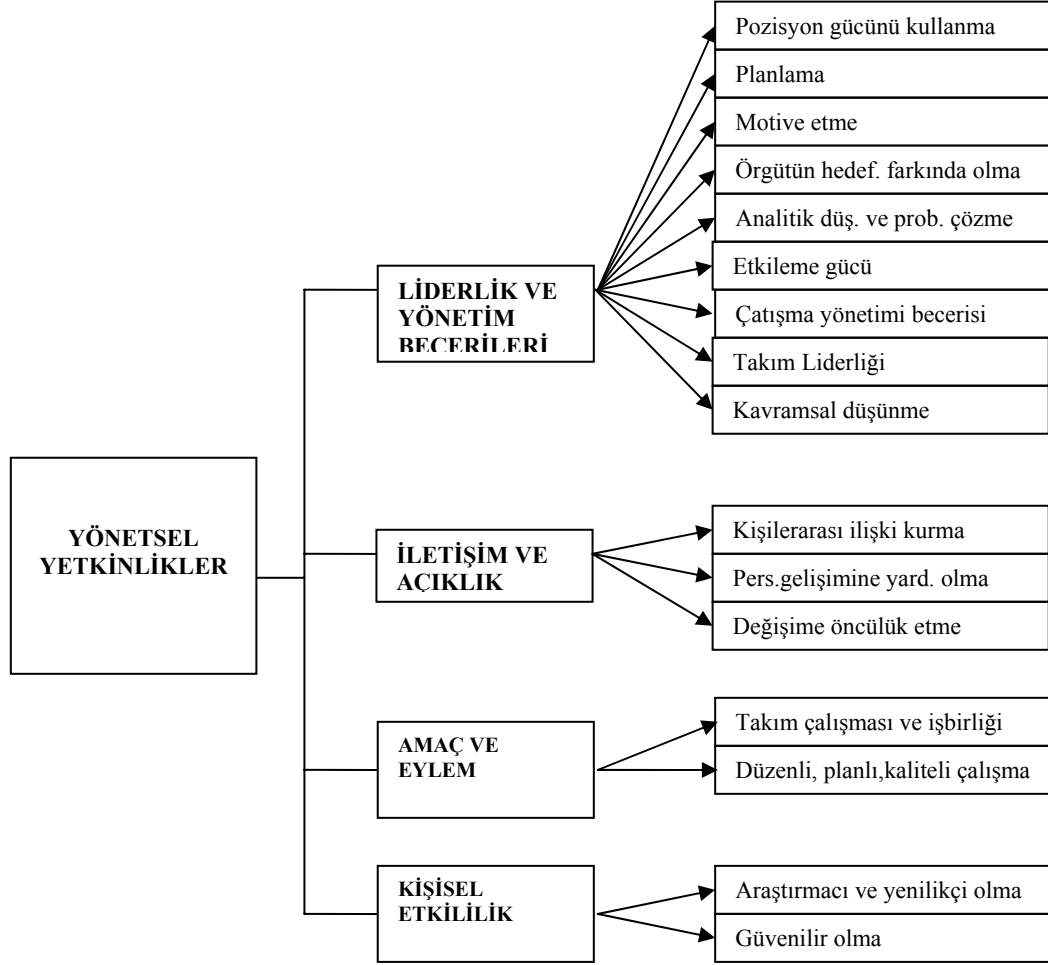 Pozisyon gücünü kullanma
Planlama
Motive etme
Örgütün hedef. farkında olma
Analitik düş. ve prob. çözme
Etkileme gücü
Çatışma yönetimi becerisi
Takım Liderliği
Kavramsal düşünme
LİDERLİK VE
YÖNETİM
BECERİLERİ
YÖNETSEL
YETKİNLİKLER
İLETİŞİM VE
AÇIKLIK
Kişilerarası ilişki kurma
Pers.gelişimine yard. olma
Değişime öncülük etme
AMAÇ VE
EYLEM
Takım çalışması ve işbirliği
Düzenli, planlı,kaliteli çalışma
KİŞİSEL
ETKİLİLİK
Araştırmacı ve yenilikçi olma
Güvenilir olma